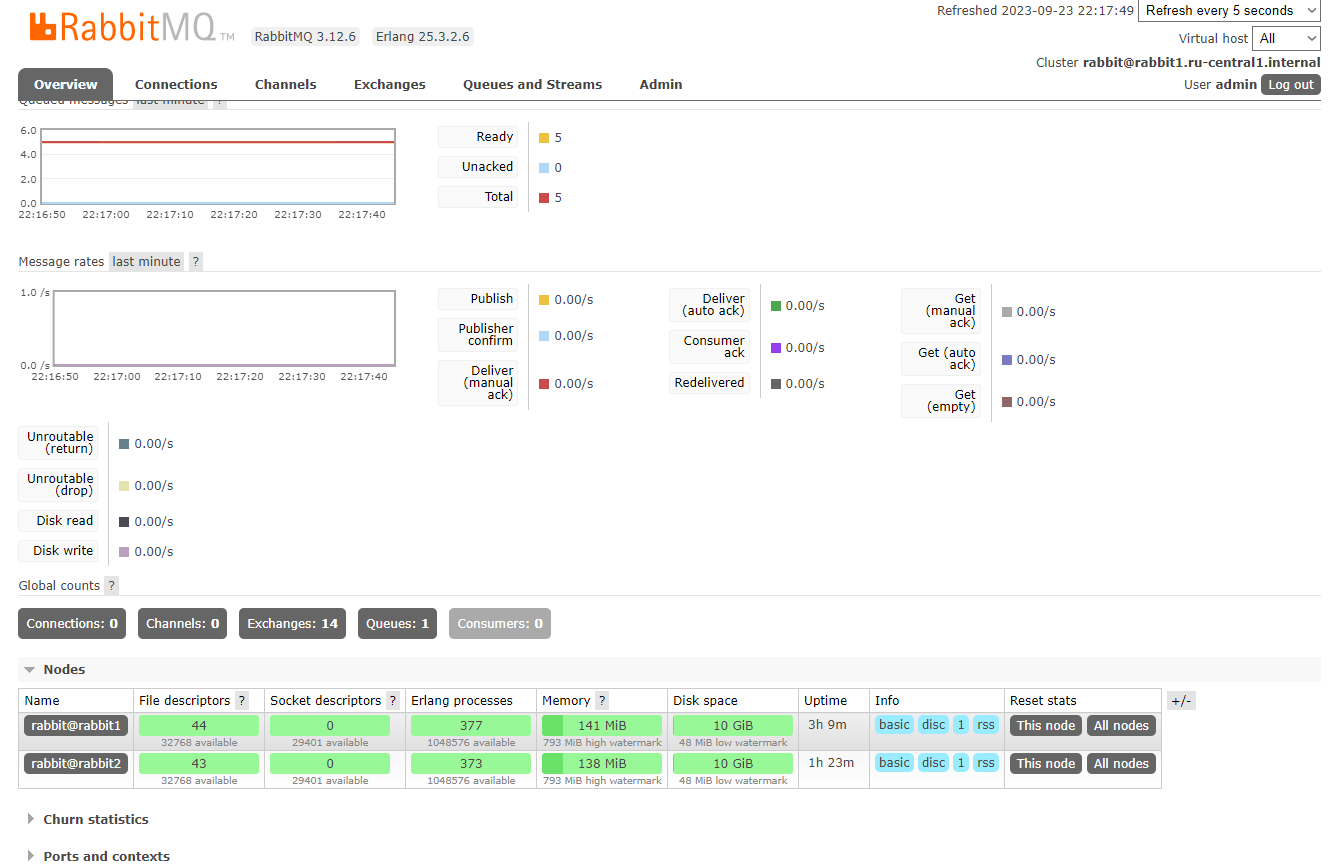 RabbitMQ TM RabbitMQ 3.12.6 Erlang 25.3.2.6
Refreshed 2023-09-23 22:17:49 Refresh every 5 seconds
Virtual host All
Cluster rabbit@rabbit1.ru-central1.internal
User admin Log out
Overview Connections Channels Exchanges Queues and Streams Admin
Queued messages last minute ?
6.0
4.0
2.0
0.0
22:16:50 22:17:00 22:17:10 22:17:20 22:17:30 22:17:40
Ready 5
Unacked 0
Total 5
Message rates last minute ?
1.0 /s
0.0 /s
22:16:50 22:17:00 22:17:10 22:17:20 22:17:30 22:17:40
Publish 0.00/s
Publisher
confirm 0.00/s
Deliver
(manual
ack) 0.00/s
Deliver
(auto ack) 0.00/s
Consumer
ack 0.00/s
Redelivered 0.00/s
Get
(manual
ack) 0.00/s
Get (auto
ack) 0.00/s
Get
(empty) 0.00/s
Unroutable
(return) 0.00/s
Unroutable
(drop) 0.00/s
Disk read 0.00/s
Disk write 0.00/s
Global counts ?
Connections: 0 Channels: 0 Exchanges: 14 Queues: 1 Consumers: 0
Nodes
Name File descriptors ? Socket descriptors ? Erlang processes Memory ? Disk space Uptime Info Reset stats +/-
rabbit@rabbit1 44 0 377 141 MiB 10 GiB 3h 9m basic disc 1 rss This node All nodes
32768 available 29401 available 1048576 available 793 MiB high watermark 48 MiB low watermark
rabbit@rabbit2 43 0 373 138 MiB 10 GiB 1h 23m basic disc 1 rss This node All nodes
32768 available 29401 available 1048576 available 793 MiB high watermark 48 MiB low watermark
Churn statistics
Ports and contexts